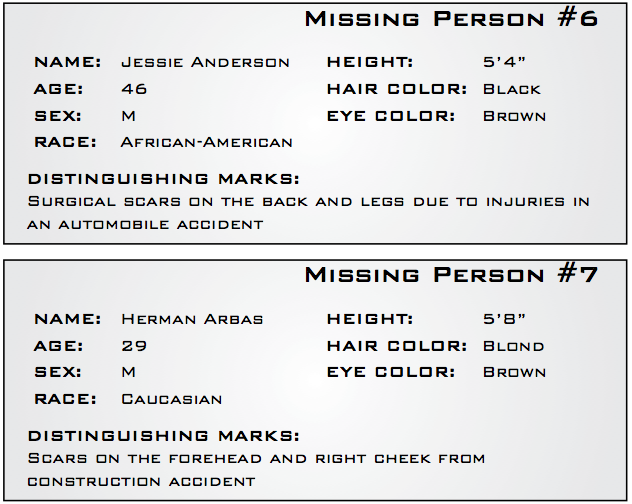 Missing Person #6
Name: Jessie Anderson Height: 5'4”
Age: 46 Hair Color: Black
Sex: M Eye Color: Brown
Race: African-American
Distinguishing Marks:
Surgical scars on the back and legs due to injuries in
an automobile accident
Missing Person #7
Name: Herman Arbas Height: 5'8”
Age: 29 Hair Color: Blond
Sex: M Eye Color: Brown
Race: Caucasian
Distinguishing Marks:
Scars on the forehead and right cheek from
construction accident